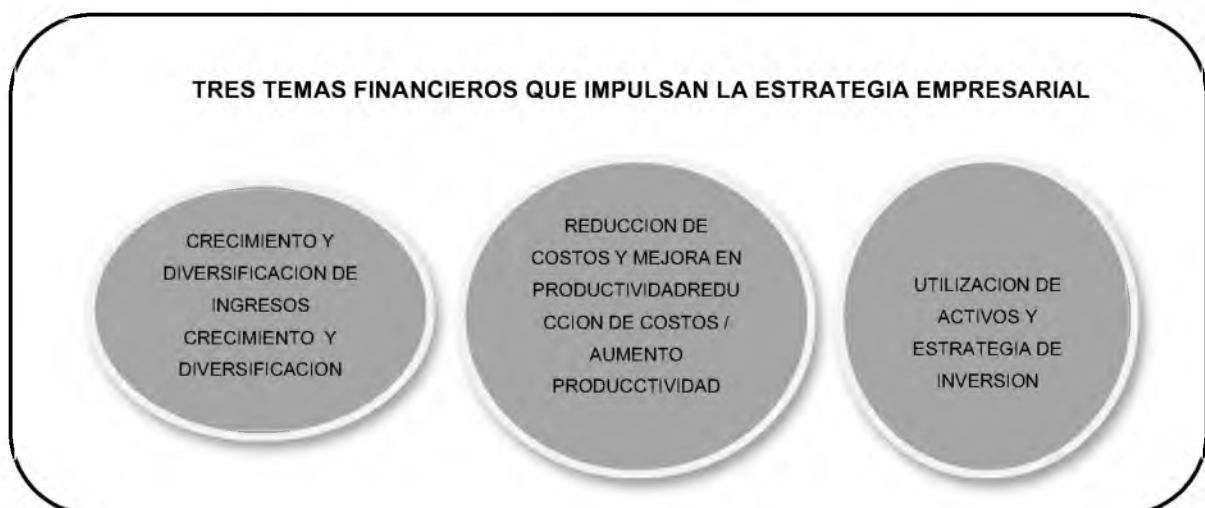 TRES TEMAS FINANCIEROS QUE IMPULSAN LA ESTRATEGIA EMPRESARIAL
CRECIMIENTO Y
DIVERSIFICACION DE
INGRESOS
CRECIMIENTO Y
DIVERSIFICACION
REDUCCION DE
COSTOS Y MEJORA EN
PRODUCTIVIDADREDU
CCION DE COSTOS /
AUMENTO
PRODUCCTIVIDAD
UTILIZACION DE
ACTIVOS Y
ESTRATEGIA DE
INVERSION